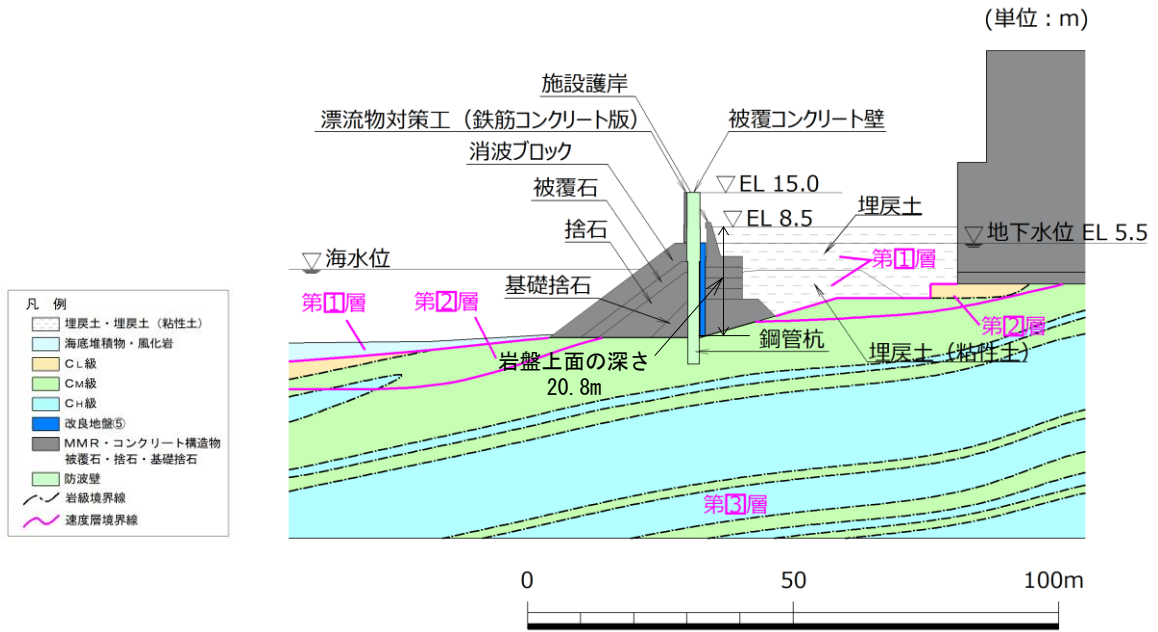 (単位：m)
施設護岸
漂流物対策工（鉄筋コンクリート版）
被覆コンクリート壁
消波ブロック
被覆石
捨石
基礎捨石
▽EL 15.0
▽EL 8.5
埋戻土
▽地下水位 EL 5.5
▽海水位
第1層
第1層
第2層
第2層
鋼管杭
埋戻土（粘性土）
岩盤上面の深さ
20.8m
第3層
凡 例
埋戻土・埋戻土（粘性土）
海底堆積物・風化岩
CL級
CM級
CH級
改良地盤⑤
MMR・コンクリート構造物
被覆石・捨石・基礎捨石
防波壁
岩級境界線
速度層境界線
0 50 100m